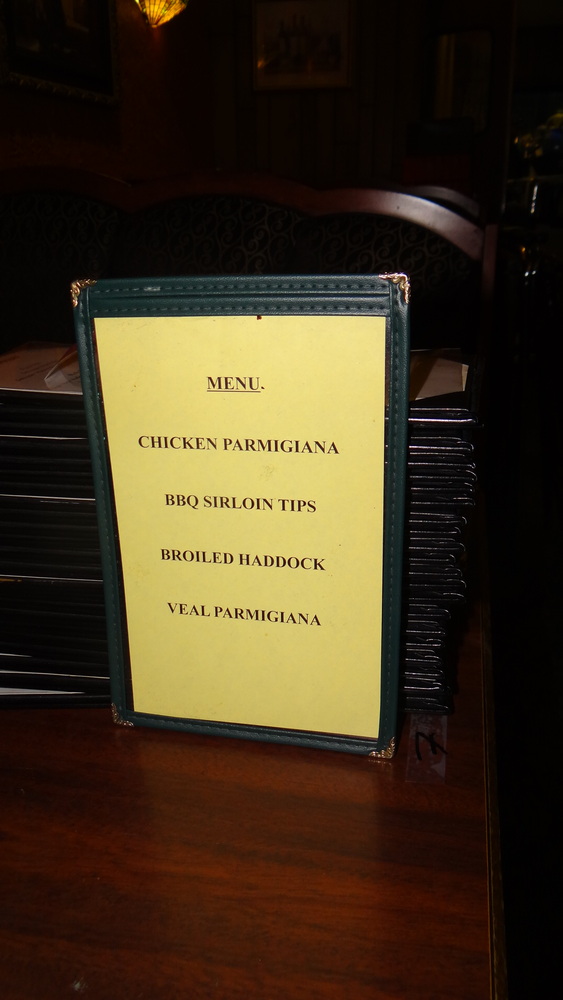 MENU
CHICKEN PARMIGIANA
BBQ SIRLOIN TIPS
BROILED HADDOCK
VEAL PARMIGIANA